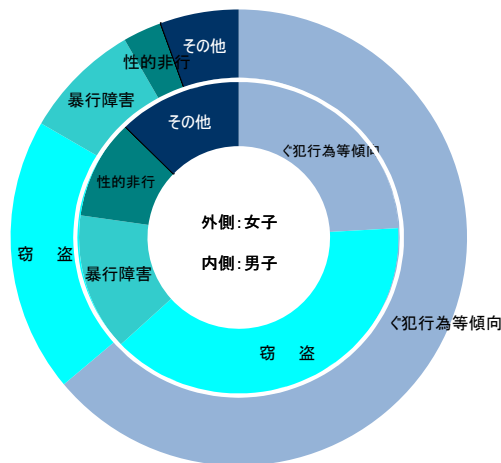 その他
性的非行
暴行障害
窃　盗
ぐ犯行為等傾向
その他
ぐ犯行為等傾向
性的非行
暴行障害
窃　盗
外側：女子
内側：男子